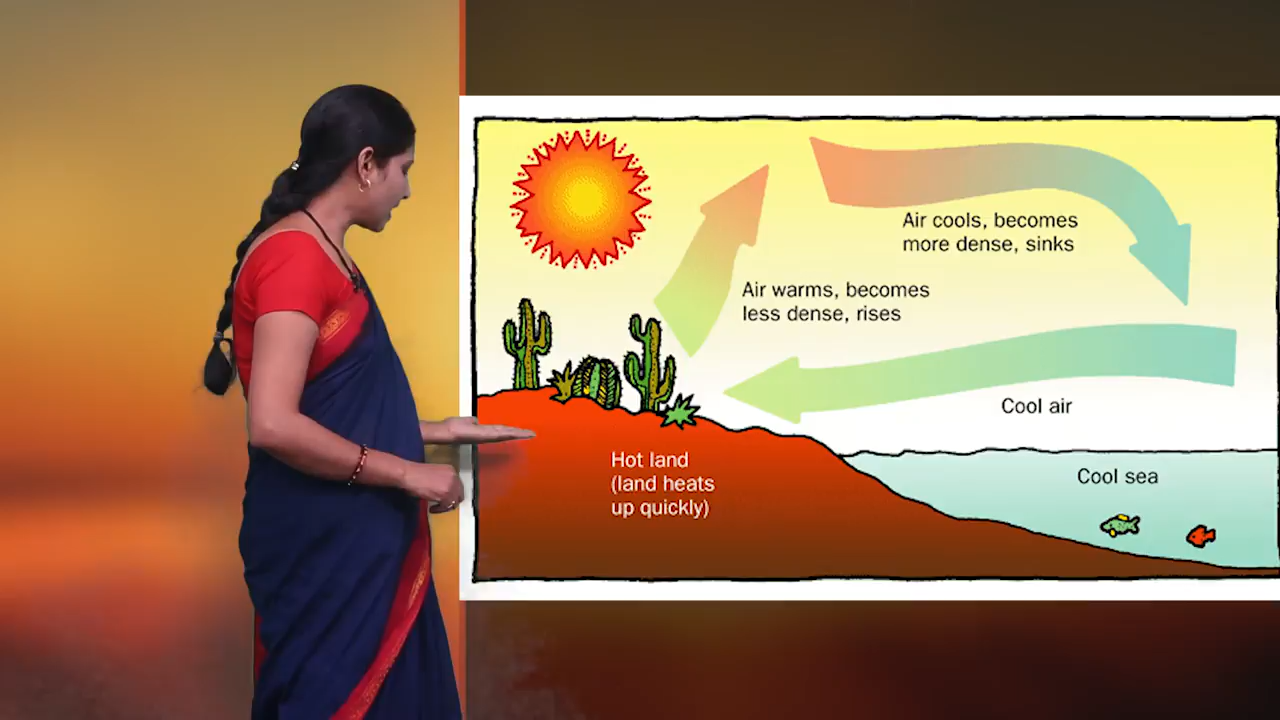 Air cools, becomes
more dense, sinks
Air warms, becomes
less dense, rises
Cool air
Hot land
(land heats
up quickly)
Cool sea